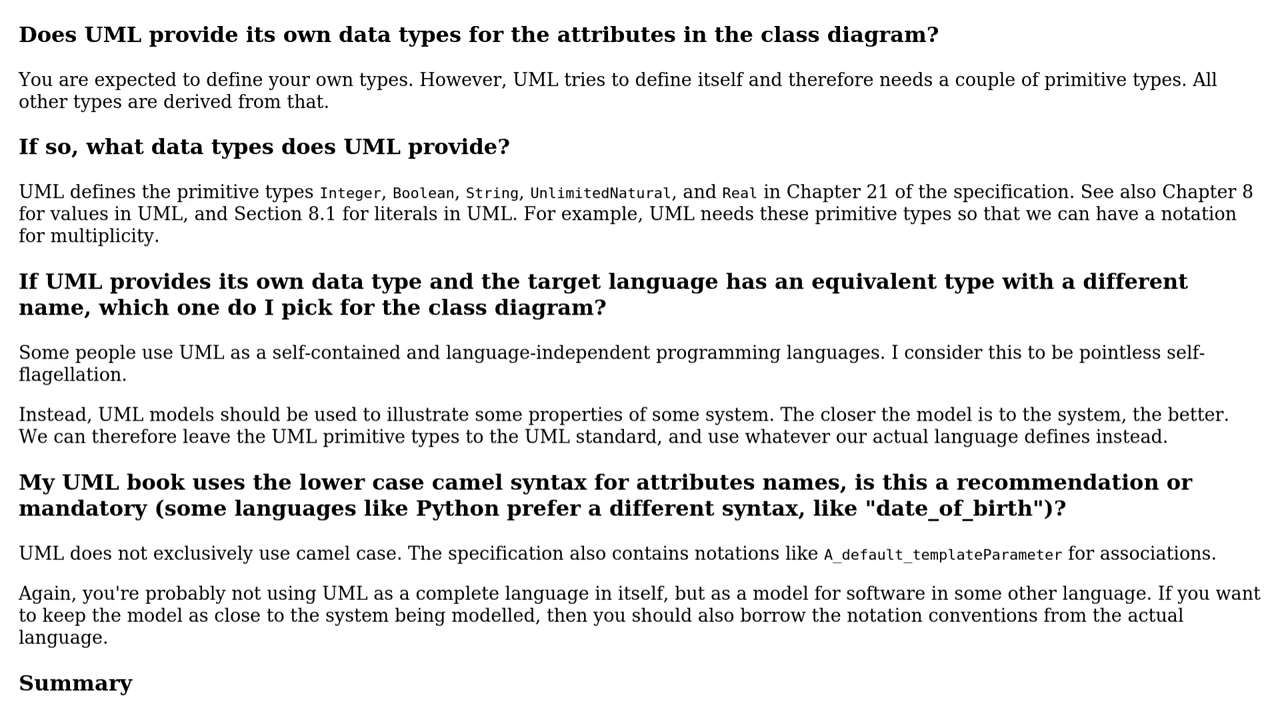 Does UML provide its own data types for the attributes in the class diagram?
You are expected to define your own types. However, UML tries to define itself and therefore needs a couple of primitive types. All
other types are derived from that.
If so, what data types does UML provide?
UML defines the primitive types Integer, Boolean, String, UnlimitedNatural, and Real in Chapter 21 of the specification. See also Chapter 8
for values in UML, and Section 8.1 for literals in UML. For example, UML needs these primitive types so that we can have a notation
for multiplicity.
If UML provides its own data type and the target language has an equivalent type with a different
name, which one do I pick for the class diagram?
Some people use UML as a self-contained and language-independent programming languages. I consider this to be pointless self-
flagellation.
Instead, UML models should be used to illustrate some properties of some system. The closer the model is to the system, the better.
We can therefore leave the UML primitive types to the UML standard, and use whatever our actual language defines instead.
My UML book uses the lower case camel syntax for attributes names, is this a recommendation or
mandatory (some languages like Python prefer a different syntax, like "date_of_birth")?
UML does not exclusively use camel case. The specification also contains notations like A_default_templateParameter for associations.
Again, you're probably not using UML as a complete language in itself, but as a model for software in some other language. If you want
to keep the model as close to the system being modelled, then you should also borrow the notation conventions from the actual
language.
Summary